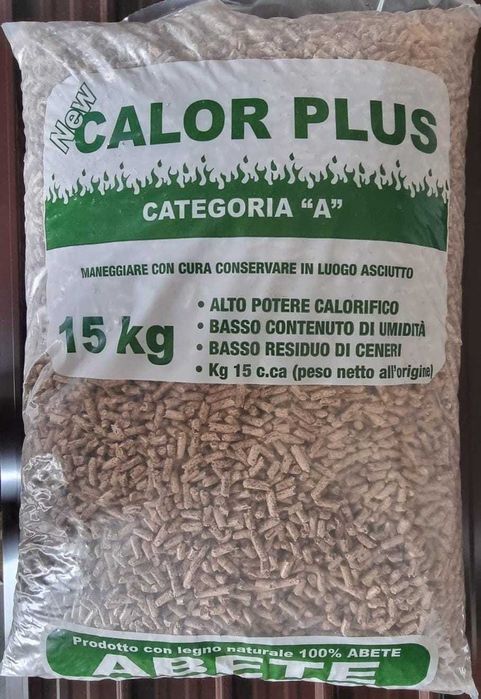 New
CALOR PLUS
CATEGORIA “A”
MANEGGIARE CON CURA CONSERVARE IN LUOGO ASCIUTTO
15 kg
• ALTO POTERE CALORIFICO
• BASSO CONTENUTO DI UMIDITÀ
• BASSO RESIDUO DI CENERI
• Kg 15 c.ca (peso netto all'origine)
Prodotto con legno naturale 100% ABETE
ABETE